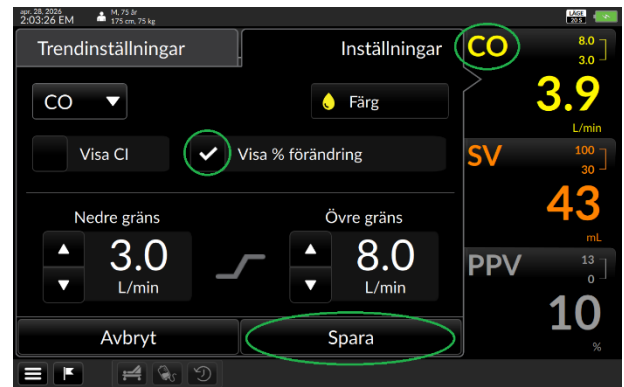 apr. 28, 2026
2:03:26 EM
M, 75 år
175 cm, 75 kg
LÄGE
20 S
Trendinställningar
Inställningar
CO
8.0
3.0
3.9
L/min
CO
Färg
Visa CI
Visa % förändring
SV
100
30
43
mL
Nedre gräns
Övre gräns
3.0
L/min
8.0
L/min
PPV
13
0
10
%
Avbryt
Spara